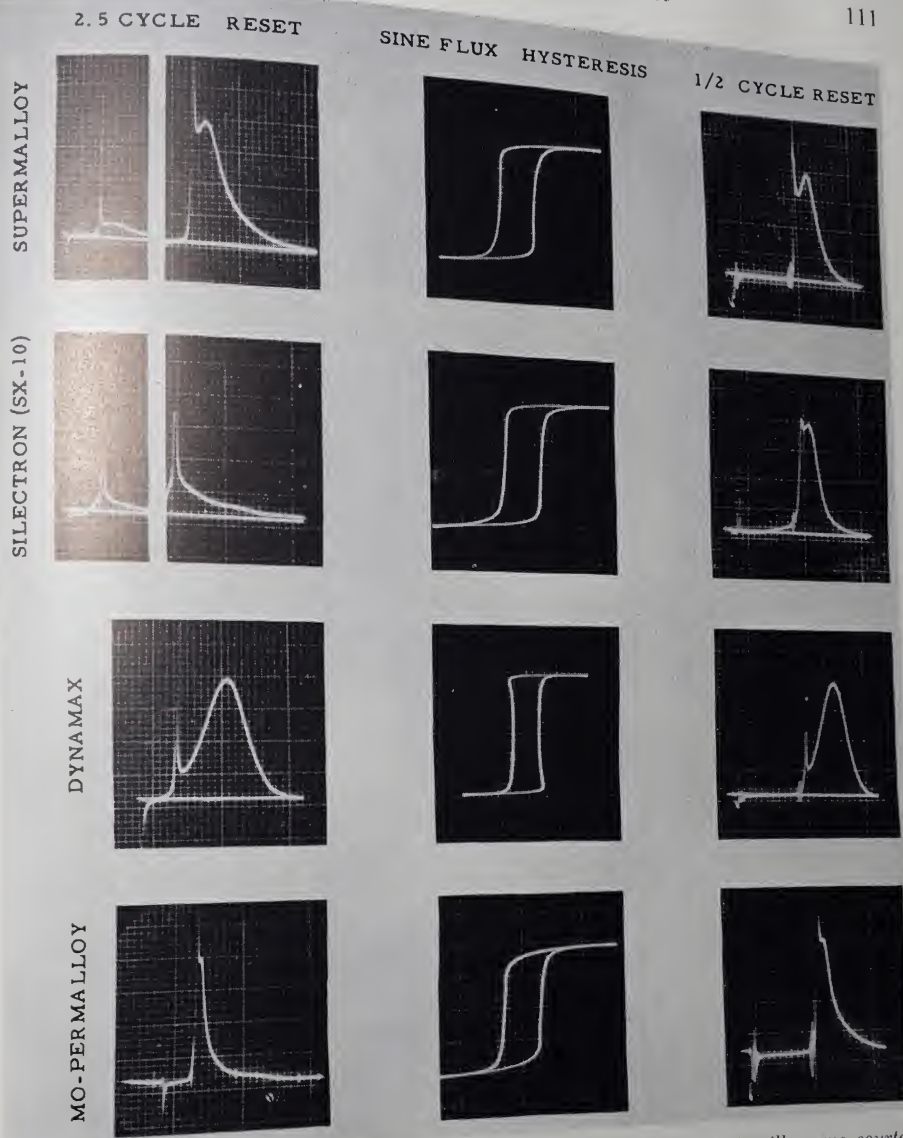 111
2.5 CYCLE RESET
SINE FLUX HYSTERESIS
1/2 CYCLE RESET
SUPERMALLOY
SILECTRON (SX-10)
DYNAMAX
MO-PERMALLOY